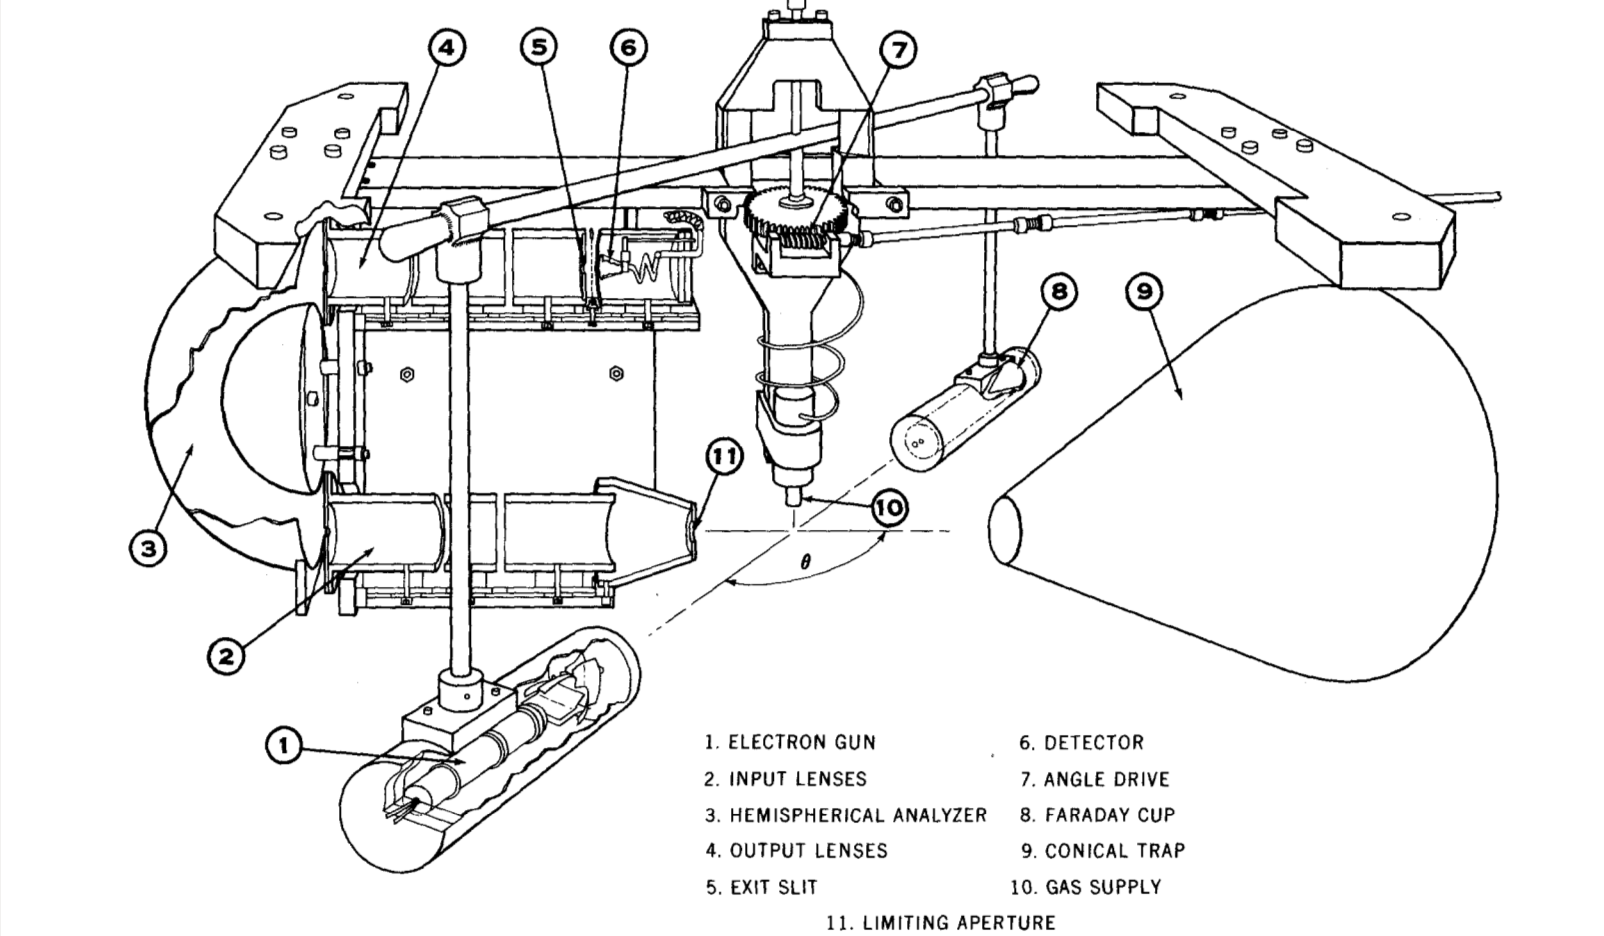 4
5
6
7
8
9
11
10
θ
3
2
1
1. ELECTRON GUN
2. INPUT LENSES
3. HEMISPHERICAL ANALYZER
4. OUTPUT LENSES
5. EXIT SLIT
6. DETECTOR
7. ANGLE DRIVE
8. FARADAY CUP
9. CONICAL TRAP
10. GAS SUPPLY
11. LIMITING APERTURE